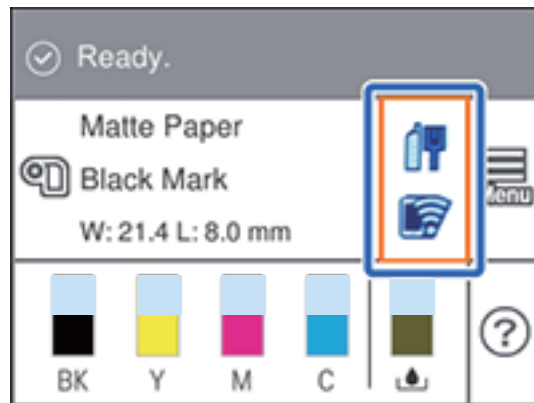 Ready.
Matte Paper
Black Mark
Menu
W: 21.4 L: 8.0 mm
?
BK Y M C